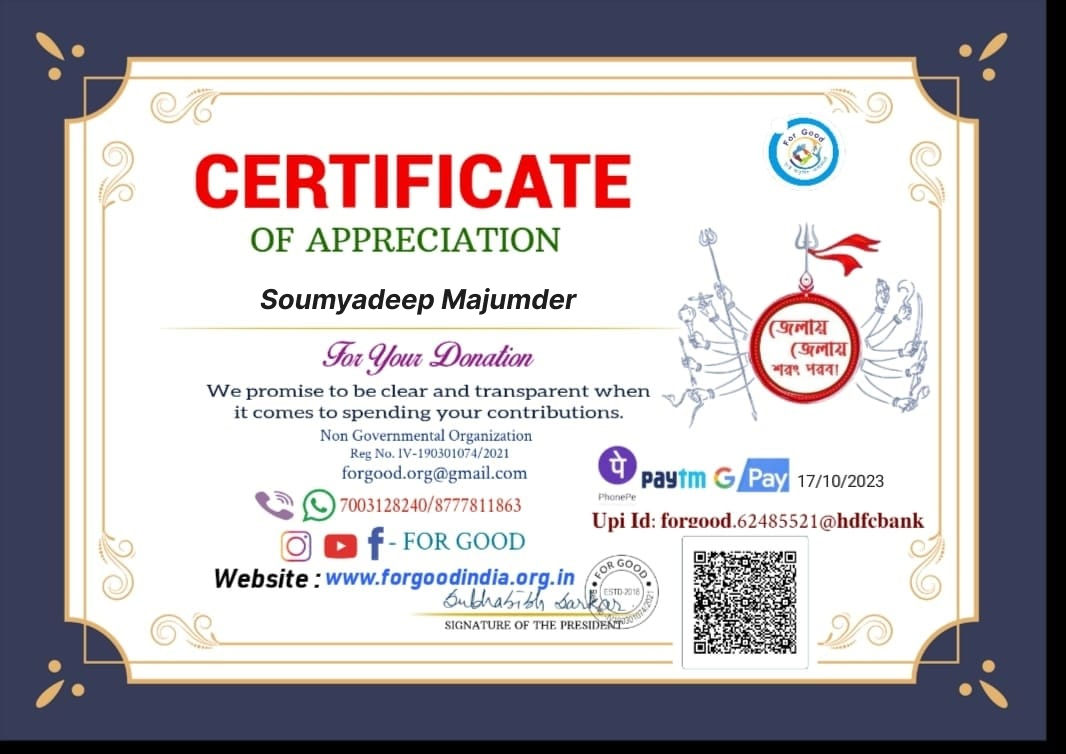 For Good
CERTIFICATE
OF APPRECIATION
Soumyadeep Majumder
For Your Donation
We promise to be clear and transparent when
it comes to spending your contributions.
Non Governmental Organization
Reg No. IV-190301074/2021
forgood.org@gmail.com
7003128240/8777811863
- FOR GOOD
Website : www.forgoodindia.org.in
Subhasish Sarkar
SIGNATURE OF THE PRESIDENT
FOR GOOD
ESTD-2018
জেলায়
জেলায়
শরৎ পরব!
पे
PhonePe
paytm
G Pay
17/10/2023
Upi Id: forgood.62485521@hdfcbank